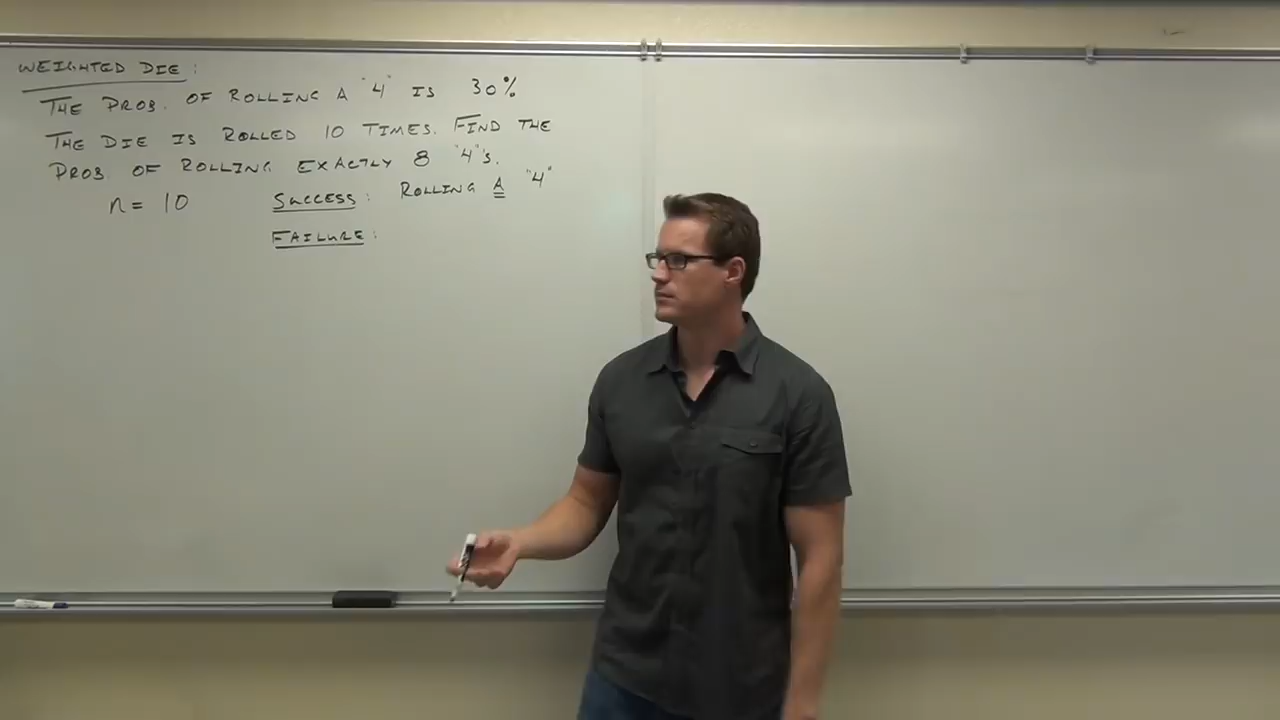 WEIGHTED DIE:
THE PROB. OF ROLLING A "4" IS 30%
THE DIE IS ROLLED 10 TIMES. FIND THE
PROB. OF ROLLING EXACTLY 8 "4"'s.
n = 10 SUCCESS: ROLLING A "4"
FAILURE: